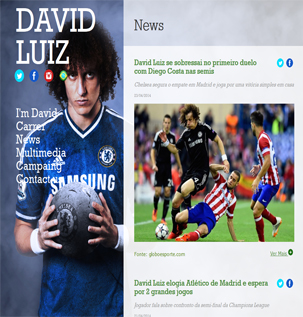 DAVID
LUIZ
I'm David
Carrer
News
Multimedia
Campaing
Contact
SAMSUNG
News
David Luiz se sobressai no primeiro duelo
com Diego Costa nas semis
Chelsea segura o empate em Madrid e joga por uma vitória simples em casa
Fonte: globoesporte.com
Ver Mais
David Luiz elogia Atlético de Madrid e espera
por 2 grandes jogos
Jogador fala sobre confronto da semi-final da Champions League